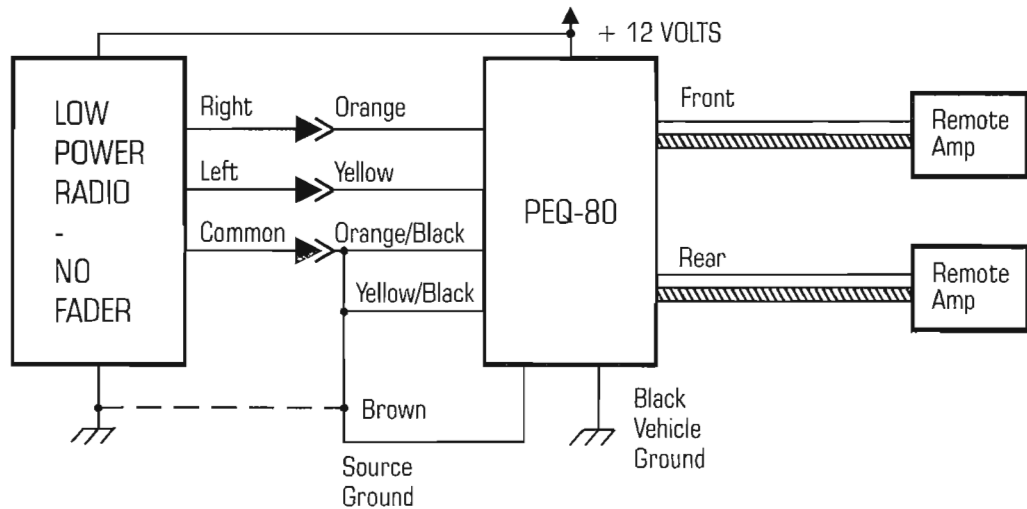 + 12 VOLTS
LOW
POWER
RADIO
-
NO
FADER
Right
Orange
Left
Yellow
Common
Orange/Black
Yellow/Black
PEQ-80
Front
Remote
Amp
Rear
Remote
Amp
Brown
Source
Ground
Black
Vehicle
Ground